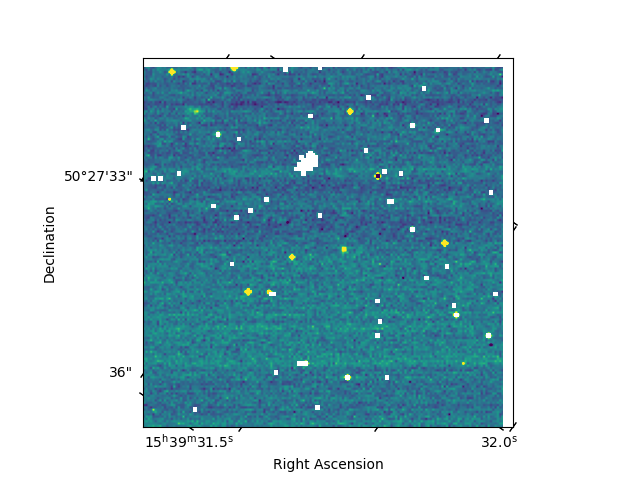 Declination
50°27'33"
36"
15ʰ39ᵐ31.5ˢ
32.0ˢ
Right Ascension